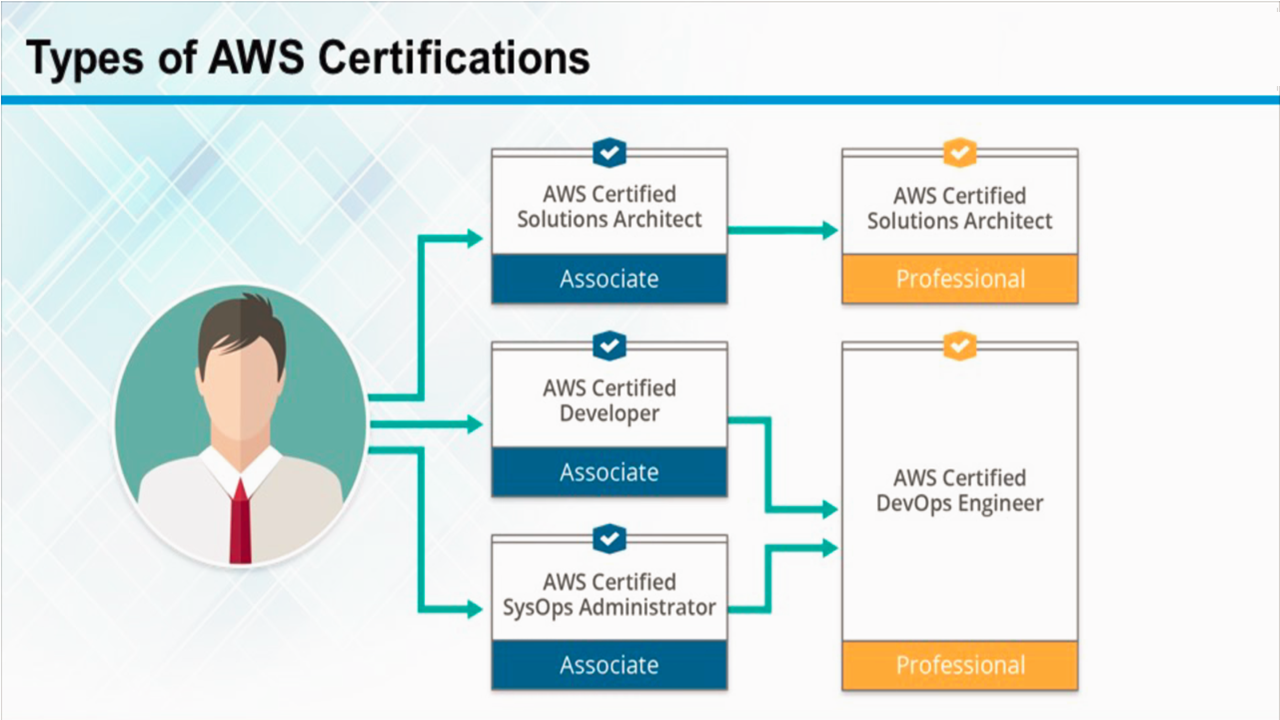 Types of AWS Certifications
AWS Certified
Solutions Architect
Associate
AWS Certified
Solutions Architect
Professional
AWS Certified
Developer
Associate
AWS Certified
DevOps Engineer
Professional
AWS Certified
SysOps Administrator
Associate